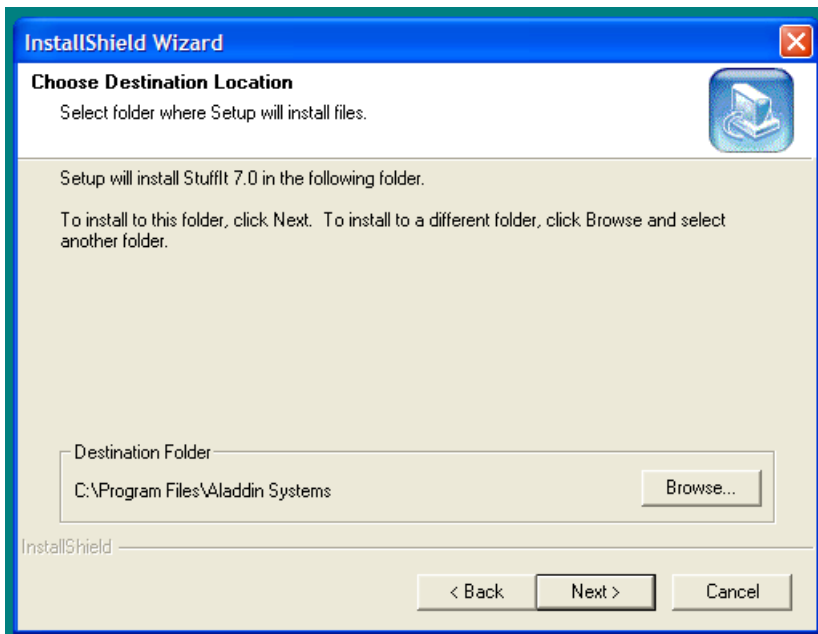 InstallShield Wizard
Choose Destination Location
Select folder where Setup will install files.
Setup will install StuffIt 7.0 in the following folder.
To install to this folder, click Next.  To install to a different folder, click Browse and select
another folder.
Destination Folder
C:\Program Files\Aladdin Systems
Browse...
InstallShield
< Back
Next >
Cancel